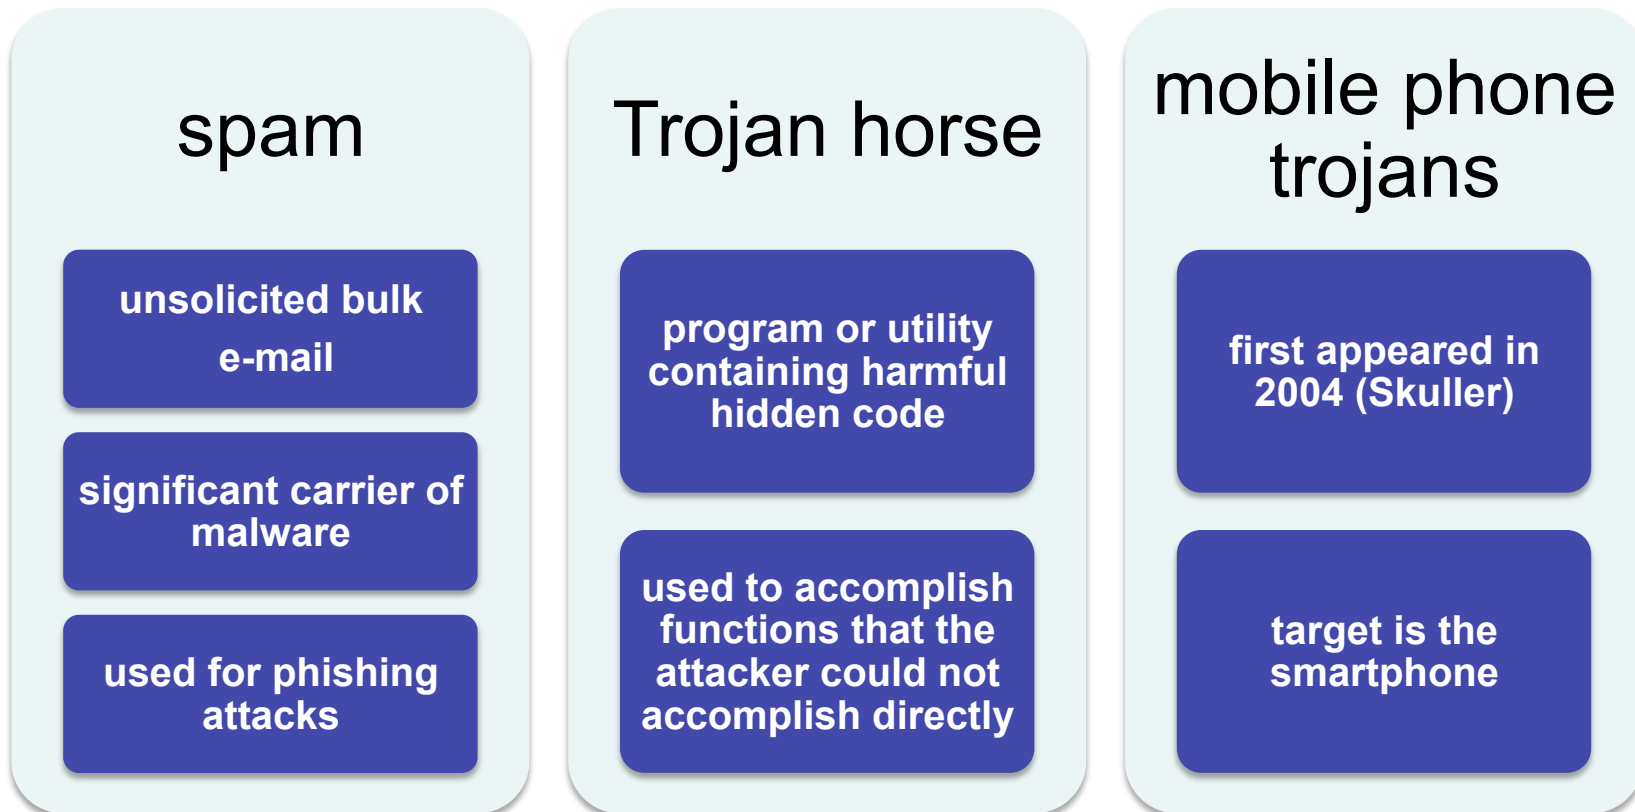 spam
unsolicited bulk
e-mail
significant carrier of
malware
used for phishing
attacks
Trojan horse
program or utility
containing harmful
hidden code
used to accomplish
functions that the
attacker could not
accomplish directly
mobile phone
trojans
first appeared in
2004 (Skuller)
target is the
smartphone